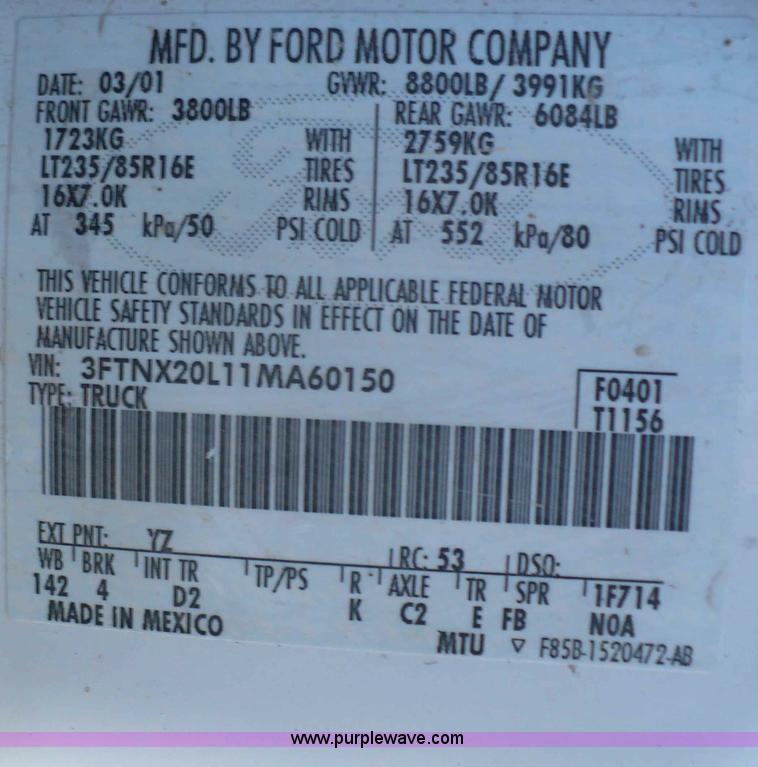 MFD. BY FORD MOTOR COMPANY
DATE: 03/01 GVWR: 8800LB/ 3991KG
FRONT GAWR: 3800LB REAR GAWR: 6084LB
1723KG WITH 2759KG WITH
LT235/85R16E TIRES LT235/85R16E TIRES
16X7.0K RIMS 16X7.0K RIMS
AT 345 kPa/50 PSI COLD AT 552 kPa/80 PSI COLD
THIS VEHICLE CONFORMS TO ALL APPLICABLE FEDERAL MOTOR
VEHICLE SAFETY STANDARDS IN EFFECT ON THE DATE OF
MANUFACTURE SHOWN ABOVE.
VIN: 3FTNX20L11MA60150 F0401
TYPE: TRUCK T1156
EXT PNT: YZ RC: 53 DSO:
WB BRK INT TR TP/PS R AXLE TR SPR 1F714
142 4 D2 K C2 E FB N0A
MADE IN MEXICO MTU ▽ F85B-1520472-AB
www.purplewave.com